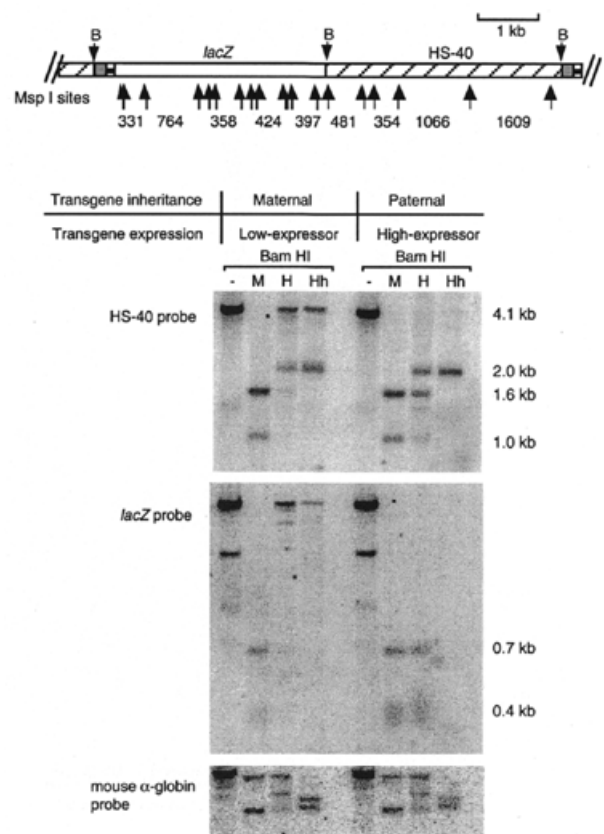 1 kb
B B B
lacZ HS-40
Msp I sites
331 764 358 424 397 481 354 1066 1609
Transgene inheritance Maternal Paternal
Transgene expression Low-expressor High-expressor
Bam HI Bam HI
- M H Hh - M H Hh
HS-40 probe
4.1 kb
2.0 kb
1.6 kb
1.0 kb
lacZ probe
0.7 kb
0.4 kb
mouse α-globin
probe